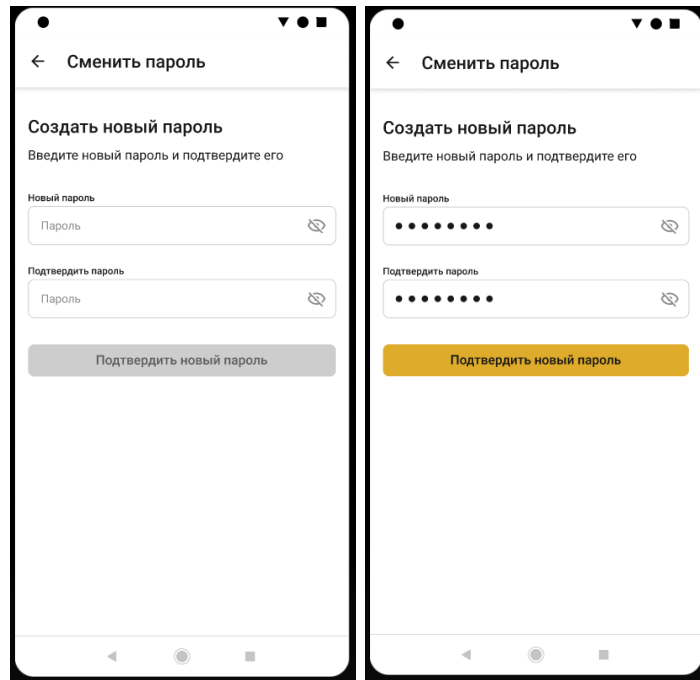 Сменить пароль
Создать новый пароль
Введите новый пароль и подтвердите его
Новый пароль
Пароль
Подтвердить пароль
Пароль
Подтвердить новый пароль
Сменить пароль
Создать новый пароль
Введите новый пароль и подтвердите его
Новый пароль
••••••••
Подтвердить пароль
••••••••
Подтвердить новый пароль